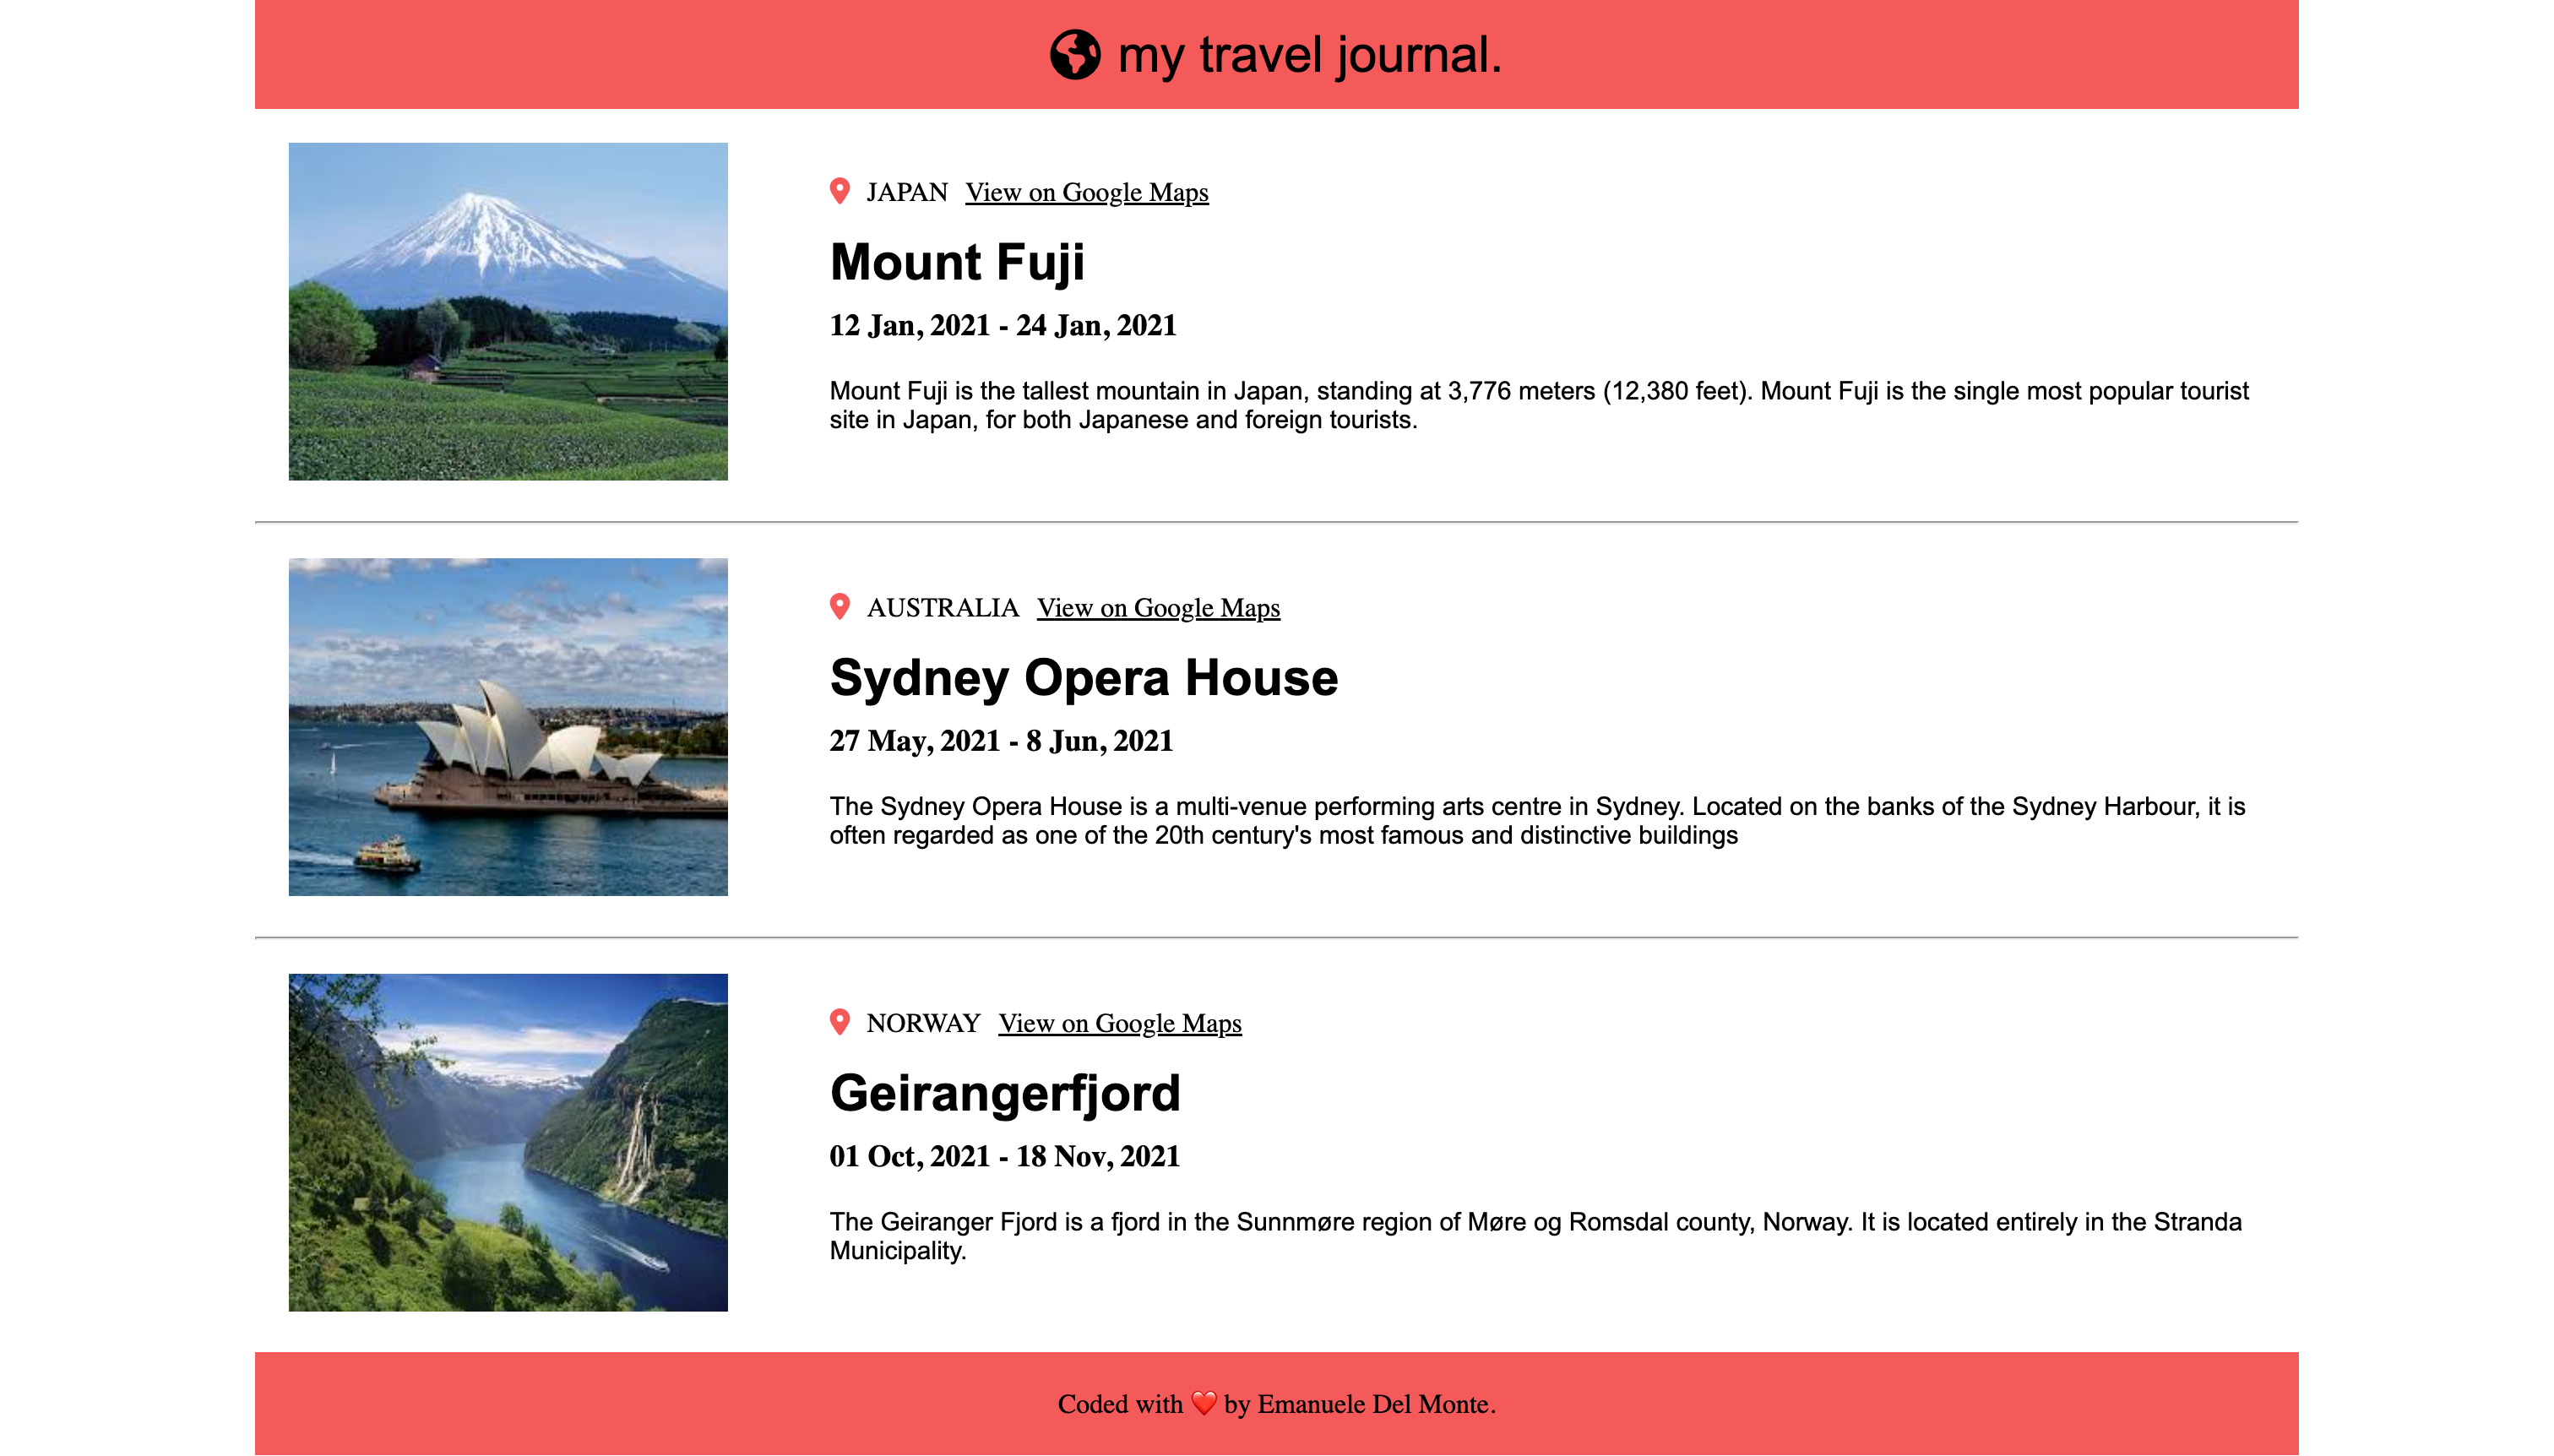 my travel journal.
JAPAN View on Google Maps
Mount Fuji
12 Jan, 2021 - 24 Jan, 2021
Mount Fuji is the tallest mountain in Japan, standing at 3,776 meters (12,380 feet). Mount Fuji is the single most popular tourist
site in Japan, for both Japanese and foreign tourists.
AUSTRALIA View on Google Maps
Sydney Opera House
27 May, 2021 - 8 Jun, 2021
The Sydney Opera House is a multi-venue performing arts centre in Sydney. Located on the banks of the Sydney Harbour, it is
often regarded as one of the 20th century's most famous and distinctive buildings
NORWAY View on Google Maps
Geirangerfjord
01 Oct, 2021 - 18 Nov, 2021
The Geiranger Fjord is a fjord in the Sunnmøre region of Møre og Romsdal county, Norway. It is located entirely in the Stranda
Municipality.
Coded with ❤️ by Emanuele Del Monte.